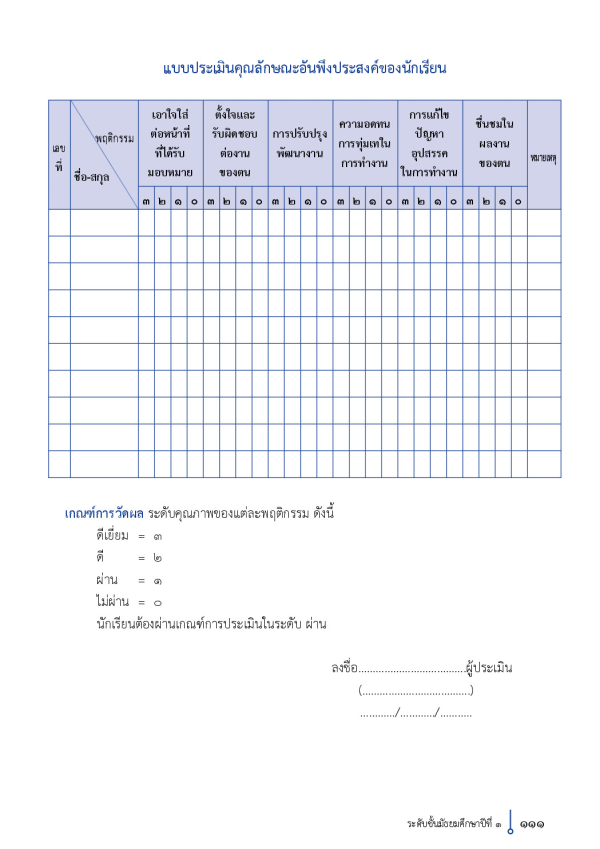 แบบประเมินคุณลักษณะอันพึงประสงค์ของนักเรียน
เลข
ที่
พฤติกรรม
ชื่อ-สกุล
เอาใจใส่
ต่อหน้าที่
ที่ได้รับ
มอบหมาย
ตั้งใจและ
รับผิดชอบ
ต่องาน
ของตน
การปรับปรุง
พัฒนางาน
ความอดทน
การทุ่มเทใน
การทำงาน
การแก้ไข
ปัญหา
อุปสรรค
ในการทำงาน
ชื่นชมใน
ผลงาน
ของตน
หมายเหตุ
๓ ๒ ๑ ๐ ๓ ๒ ๑ ๐ ๓ ๒ ๑ ๐ ๓ ๒ ๑ ๐ ๓ ๒ ๑ ๐ ๓ ๒ ๑ ๐
เกณฑ์การวัดผล ระดับคุณภาพของแต่ละพฤติกรรม ดังนี้
ดีเยี่ยม = ๓
ดี = ๒
ผ่าน = ๑
ไม่ผ่าน = ๐
นักเรียนต้องผ่านเกณฑ์การประเมินในระดับ ผ่าน
ลงชื่อ.....................................ผู้ประเมิน
(.....................................)
............/............/...........
ระดับชั้นมัธยมศึกษาปีที่ ๑ ๑๑๑